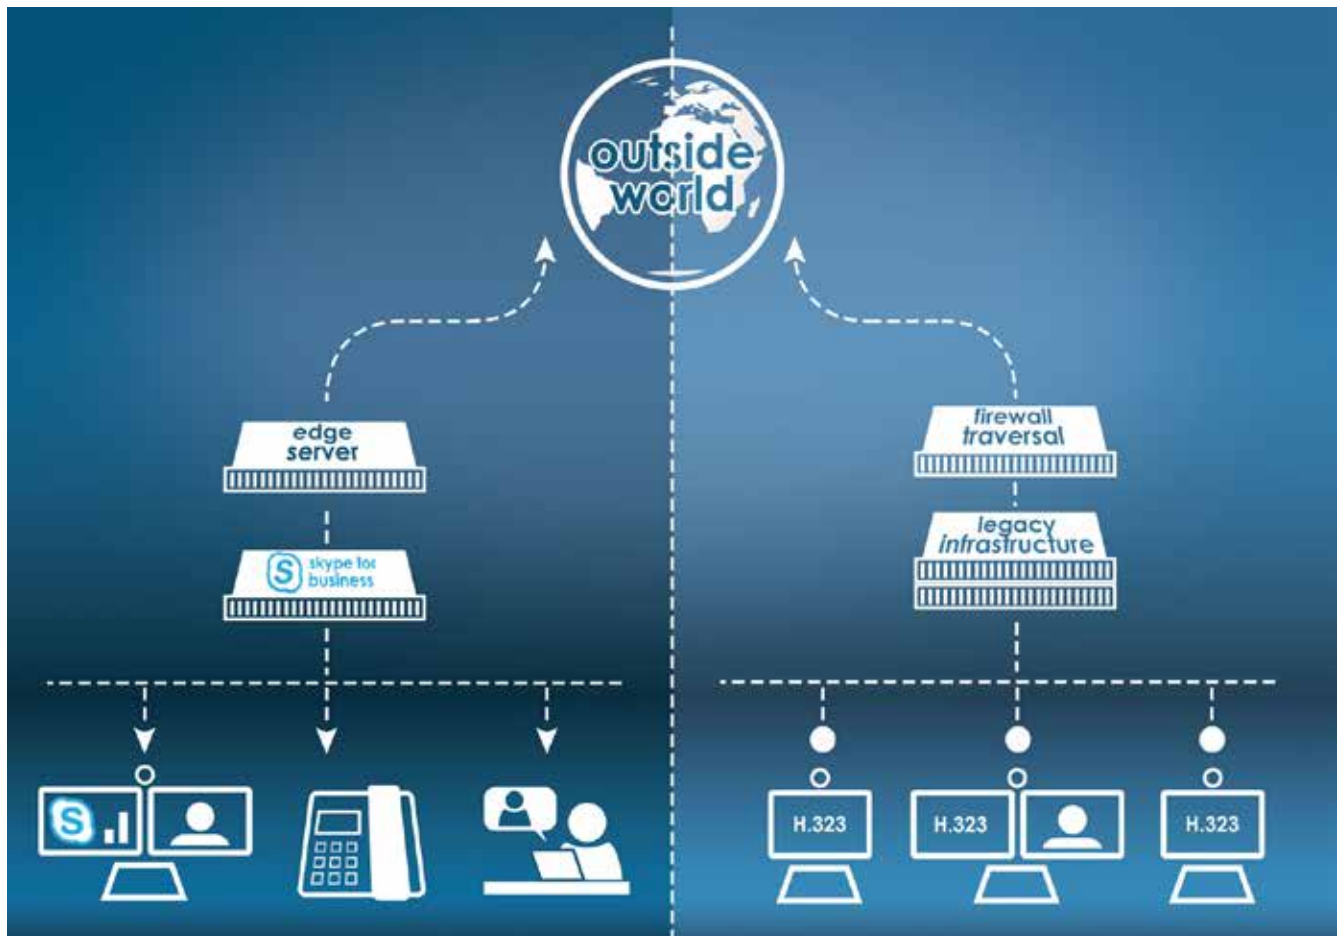 outside
world
edge
server
S skype for
business
firewall
traversal
legacy
infrastructure
S
H.323
H.323
H.323